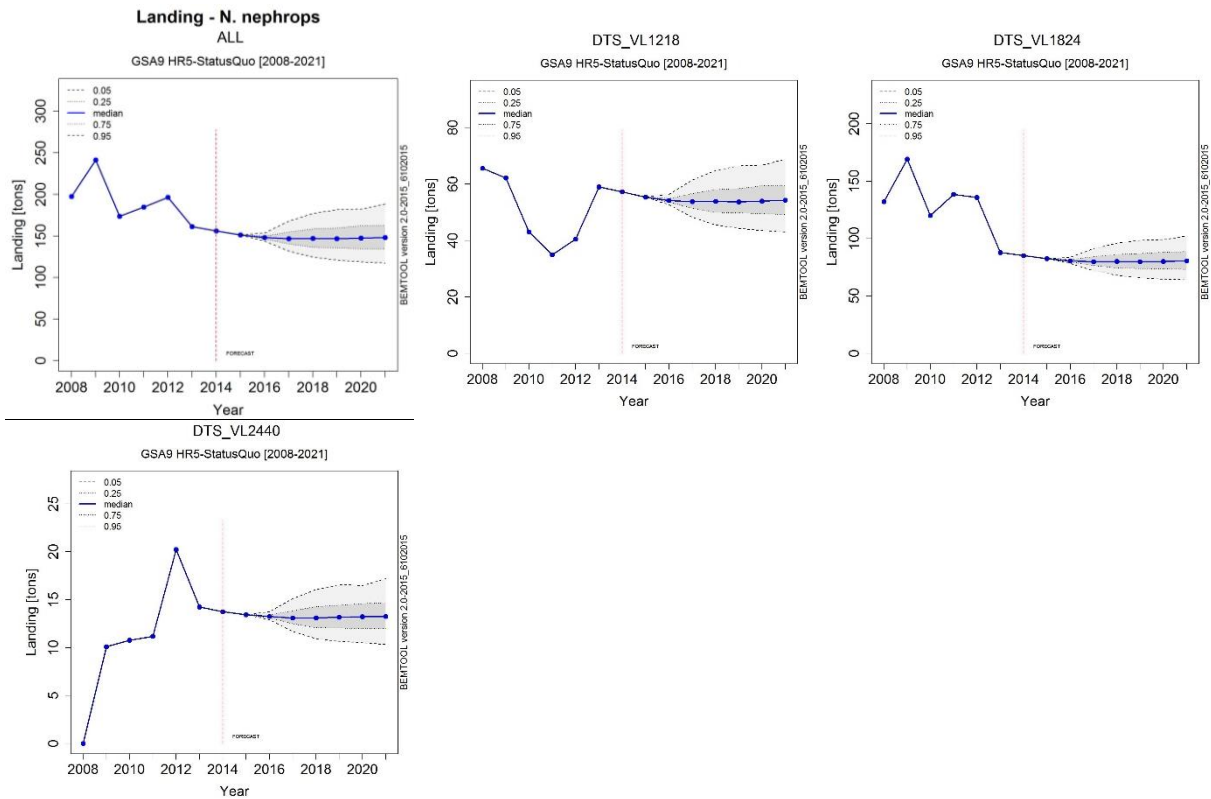 Landing - N. nephrops
ALL
GSA9 HR5-StatusQuo [2008-2021]
0.05
0.25
median
0.75
0.95
Landing [tons]
300
250
200
150
100
50
0
FORECAST
2008 2010 2012 2014 2016 2018 2020
Year
BEMTOOL version 2.0-2015_6102015
DTS_VL1218
GSA9 HR5-StatusQuo [2008-2021]
0.05
0.25
median
0.75
0.95
Landing [tons]
80
60
40
20
0
FORECAST
2008 2010 2012 2014 2016 2018 2020
Year
BEMTOOL version 2.0-2015_6102015
DTS_VL1824
GSA9 HR5-StatusQuo [2008-2021]
0.05
0.25
median
0.75
0.95
Landing [tons]
200
150
100
50
0
FORECAST
2008 2010 2012 2014 2016 2018 2020
Year
BEMTOOL version 2.0-2015_6102015
DTS_VL2440
GSA9 HR5-StatusQuo [2008-2021]
0.05
0.25
median
0.75
0.95
Landing [tons]
25
20
15
10
5
0
FORECAST
2008 2010 2012 2014 2016 2018 2020
Year
BEMTOOL version 2.0-2015_6102015